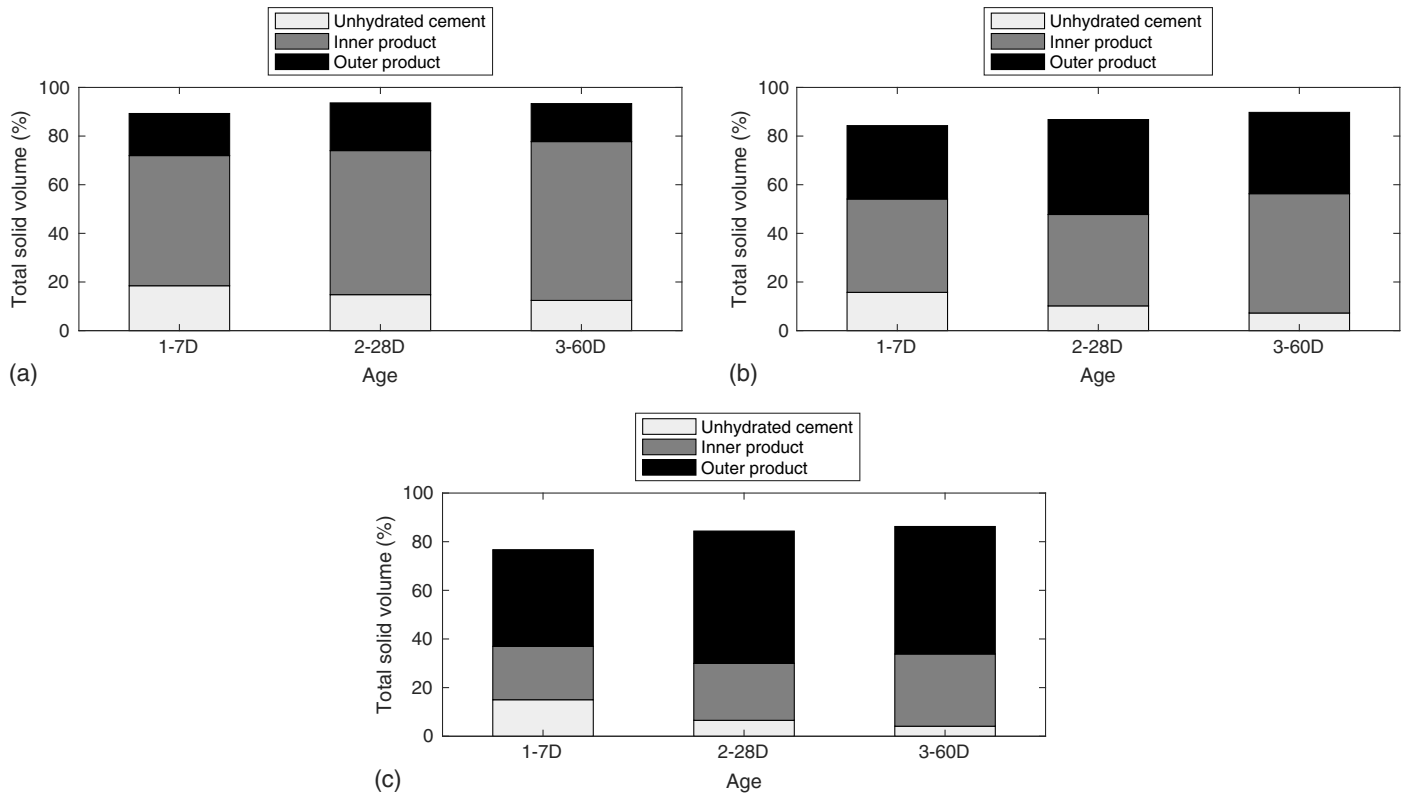 Unhydrated cement
Inner product
Outer product
Total solid volume (%)
100
80
60
40
20
0
1-7D 2-28D 3-60D
Age
(a)
Unhydrated cement
Inner product
Outer product
Total solid volume (%)
100
80
60
40
20
0
1-7D 2-28D 3-60D
Age
(b)
Unhydrated cement
Inner product
Outer product
Total solid volume (%)
100
80
60
40
20
0
1-7D 2-28D 3-60D
Age
(c)